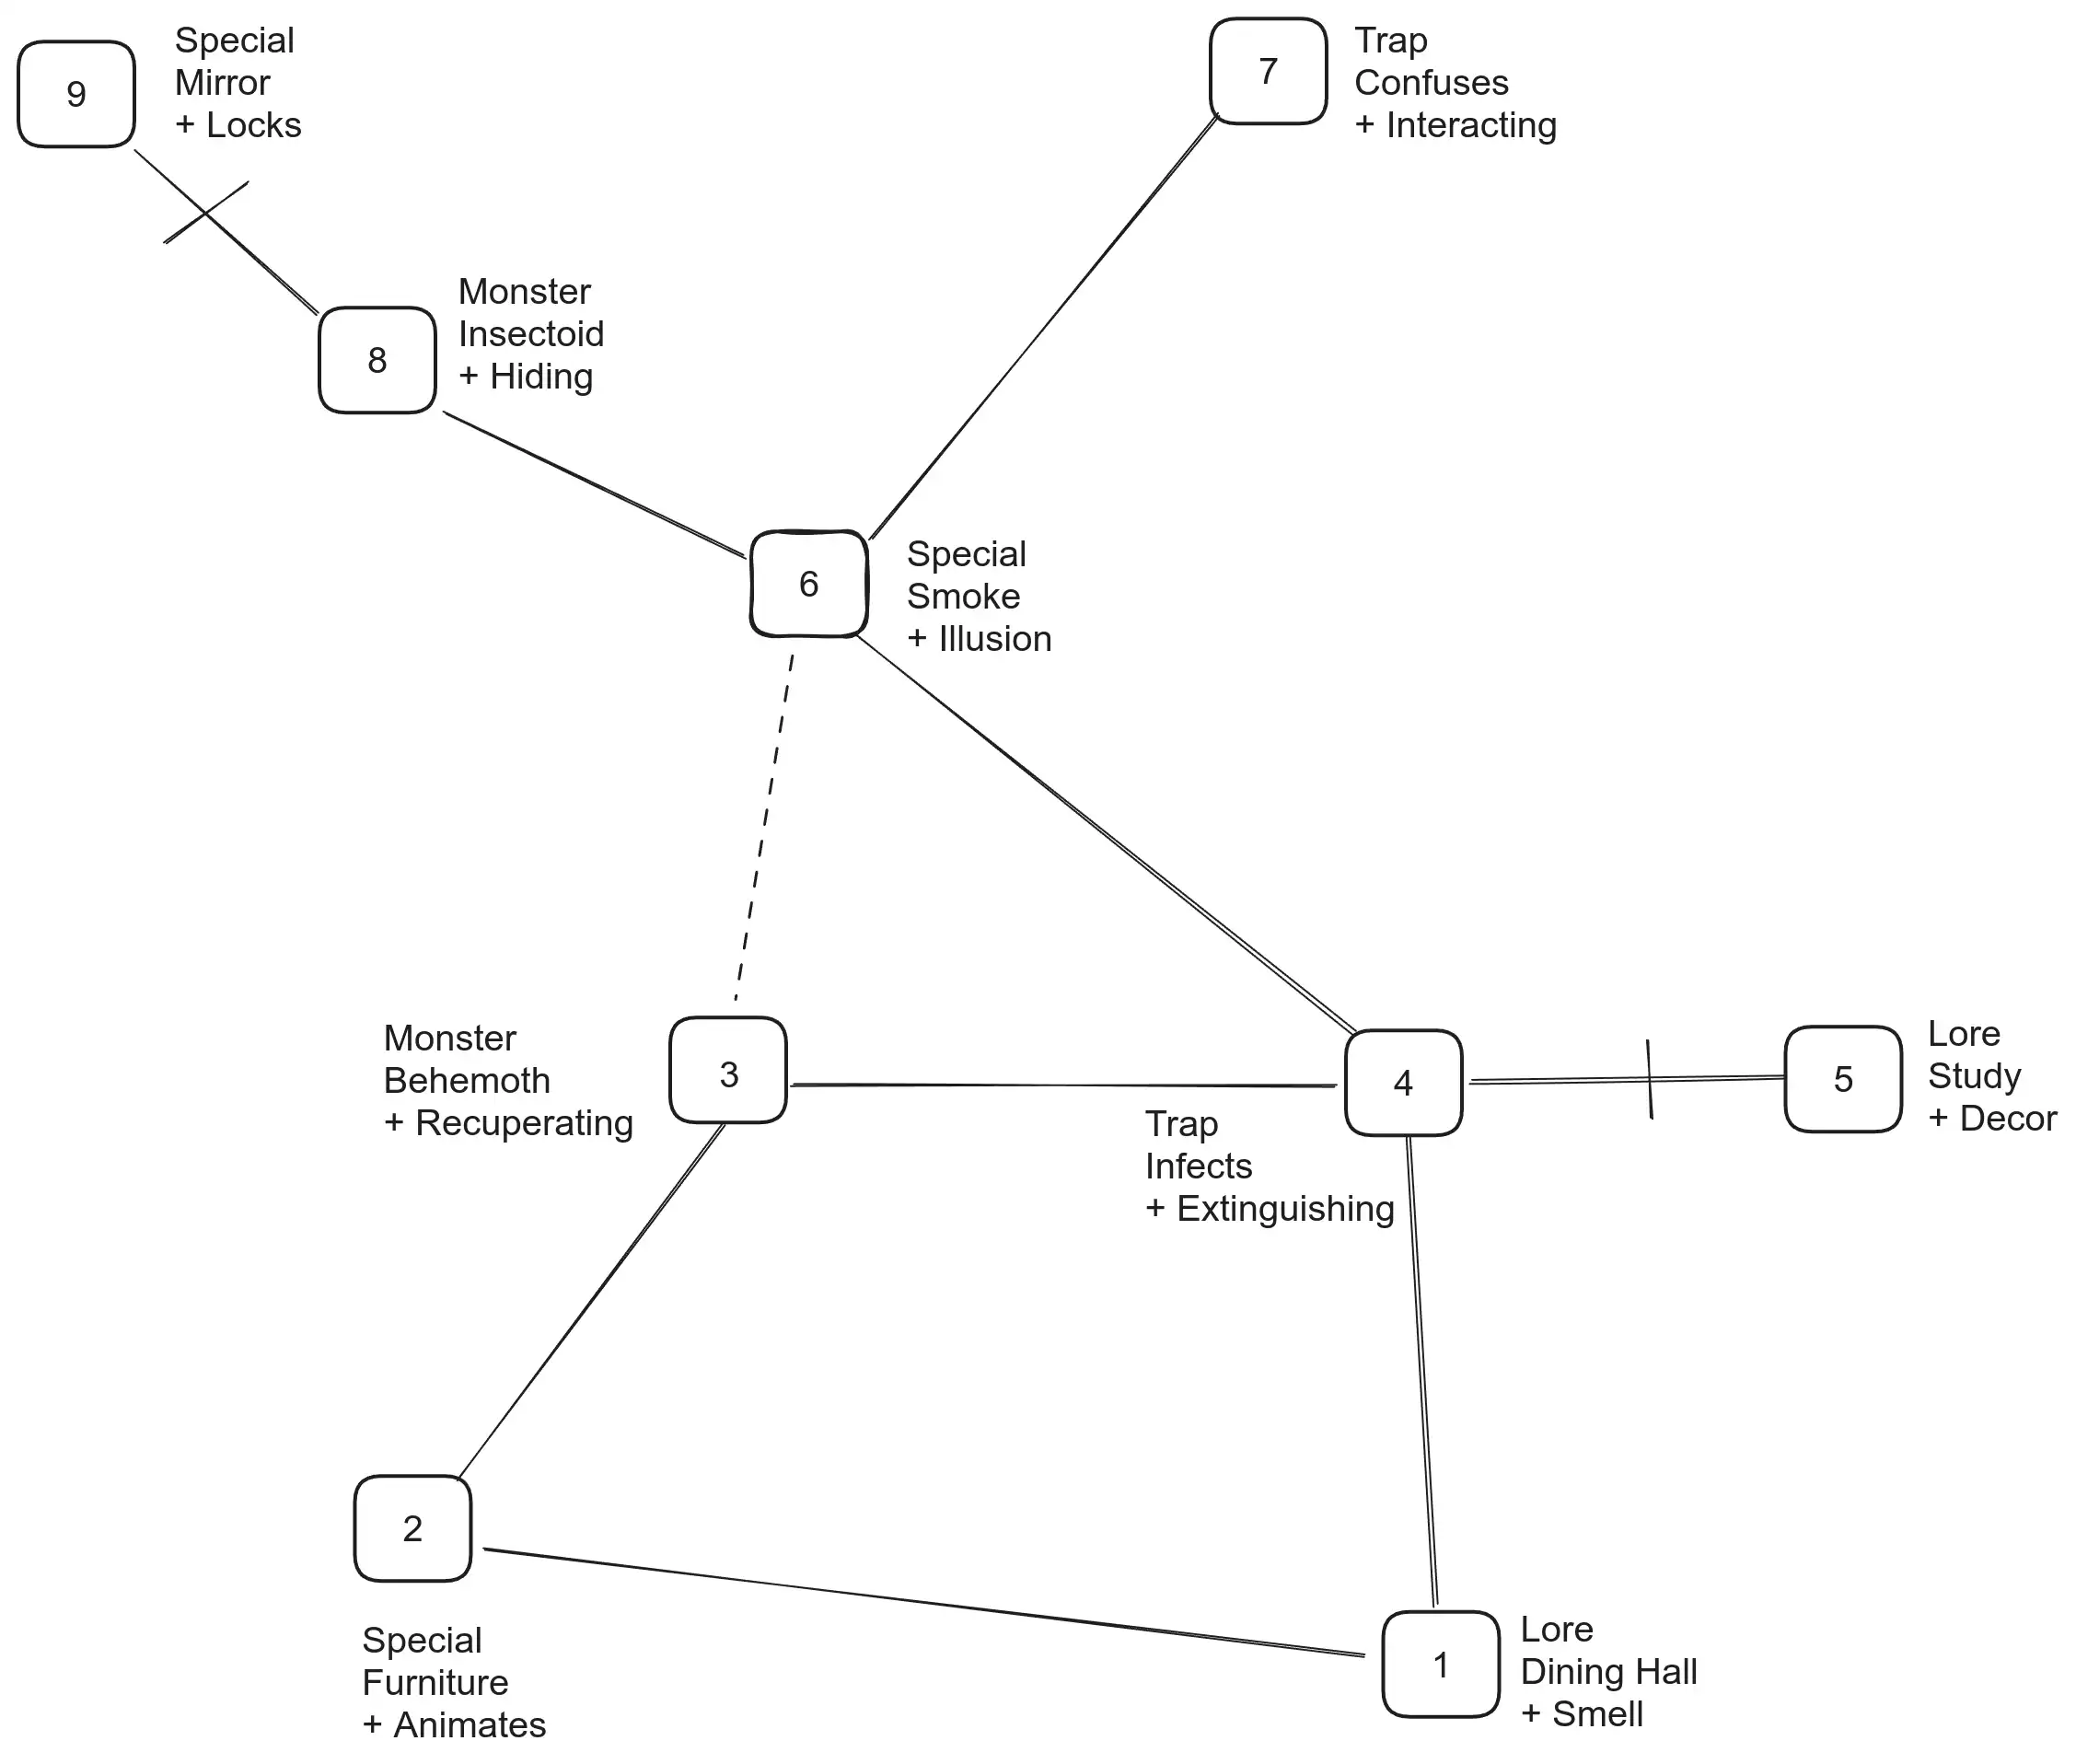 9
Special
Mirror
+ Locks
7
Trap
Confuses
+ Interacting
8
Monster
Insectoid
+ Hiding
6
Special
Smoke
+ Illusion
3
Monster
Behemoth
+ Recuperating
4
Trap
Infects
+ Extinguishing
5
Lore
Study
+ Decor
2
Special
Furniture
+ Animates
1
Lore
Dining Hall
+ Smell